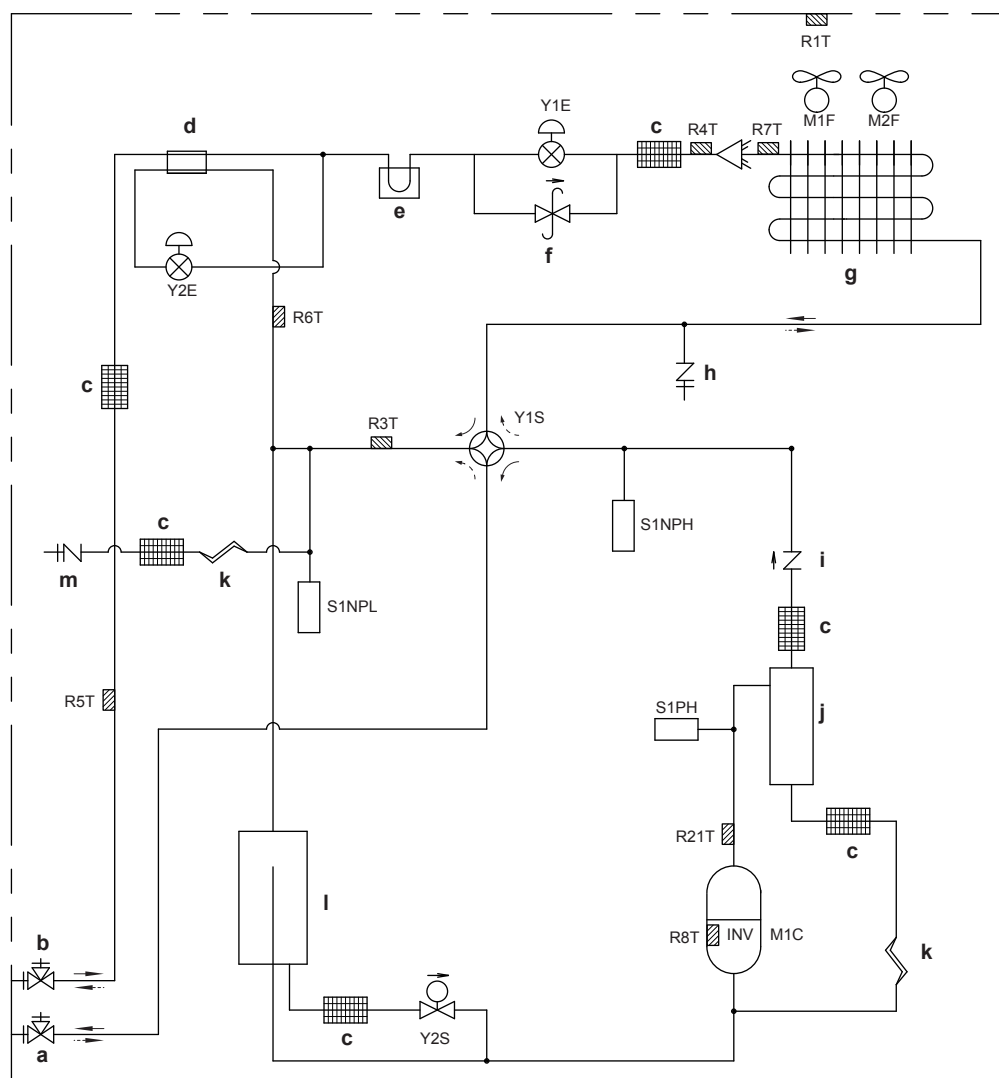 R1T
M1F
M2F
Y1E
c
R4T
R7T
d
e
f
g
Y2E
R6T
h
c
R3T
Y1S
S1NPH
c
m
k
i
S1NPL
c
R5T
S1PH
j
R21T
c
l
R8T
INV
M1C
k
b
a
c
Y2S